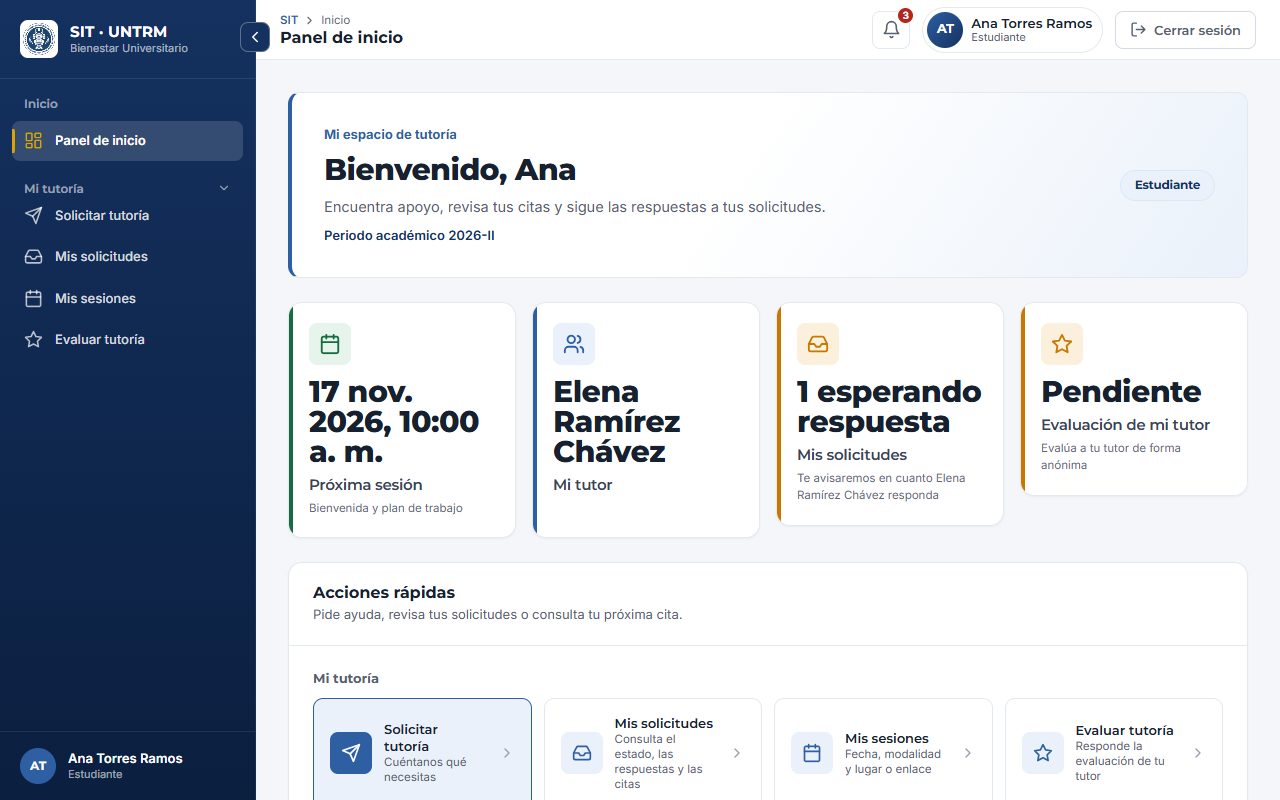 SIT · UNTRM
Bienestar Universitario
Inicio
Panel de inicio
Mi tutoría
Solicitar tutoría
Mis solicitudes
Mis sesiones
Evaluar tutoría
AT
Ana Torres Ramos
Estudiante
SIT > Inicio
Panel de inicio
3
AT
Ana Torres Ramos
Estudiante
Cerrar sesión
Mi espacio de tutoría
Bienvenido, Ana
Encuentra apoyo, revisa tus citas y sigue las respuestas a tus solicitudes.
Periodo académico 2026-II
Estudiante
17 nov.
2026, 10:00
a. m.
Próxima sesión
Bienvenida y plan de trabajo
Elena
Ramírez
Chávez
Mi tutor
1 esperando
respuesta
Mis solicitudes
Te avisaremos en cuanto Elena
Ramírez Chávez responda
Pendiente
Evaluación de mi tutor
Evalúa a tu tutor de forma
anónima
Acciones rápidas
Pide ayuda, revisa tus solicitudes o consulta tu próxima cita.
Mi tutoría
Solicitar
tutoría
Cuéntanos qué
necesitas
Mis solicitudes
Consulta el
estado, las
respuestas y las
citas
Mis sesiones
Fecha, modalidad
y lugar o enlace
Evaluar tutoría
Responde la
evaluación de tu
tutor